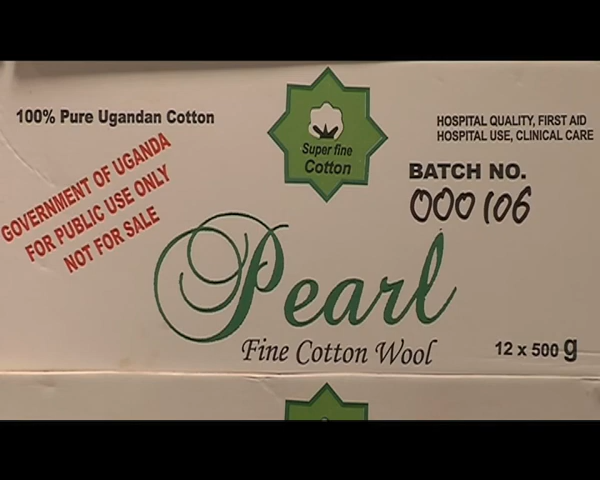 100% Pure Ugandan Cotton
GOVERNMENT OF UGANDA
FOR PUBLIC USE ONLY
NOT FOR SALE
Super fine
Cotton
HOSPITAL QUALITY, FIRST AID
HOSPITAL USE, CLINICAL CARE
BATCH NO.
000106
Pearl
Fine Cotton Wool
12 x 500 g